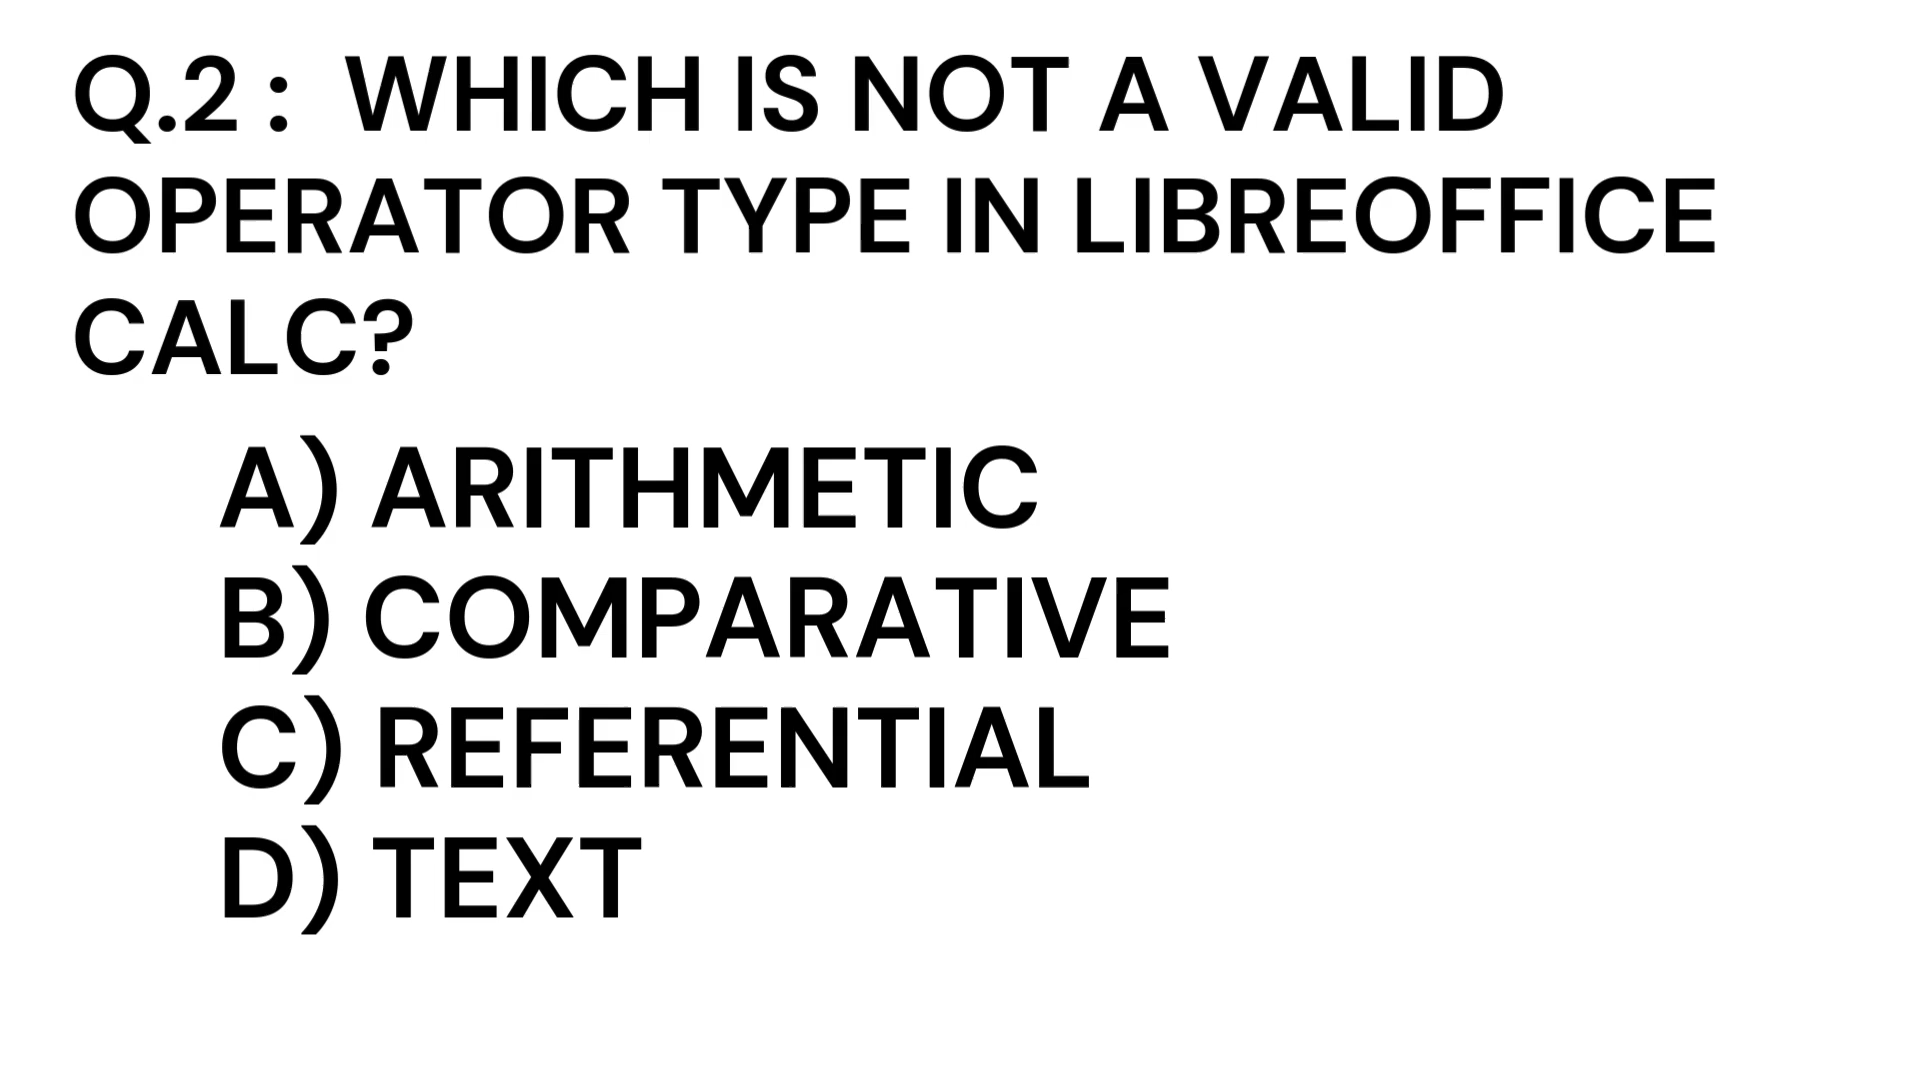 Q.2 : WHICH IS NOT A VALID
OPERATOR TYPE IN LIBREOFFICE
CALC?
A) ARITHMETIC
B) COMPARATIVE
C) REFERENTIAL
D) TEXT